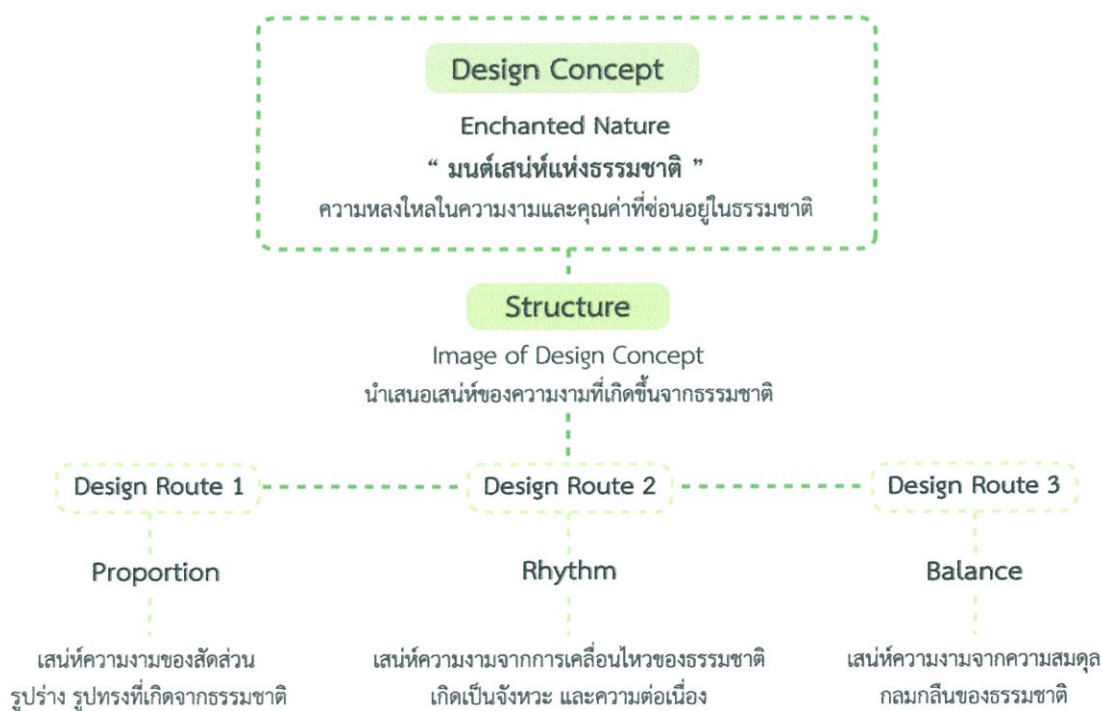 Design Concept
Enchanted Nature
“ มนต์เสน่ห์แห่งธรรมชาติ ”
ความหลงใหลในความงามและคุณค่าที่ซ่อนอยู่ในธรรมชาติ
Structure
Image of Design Concept
นำเสนอเสน่ห์ของความงามที่เกิดขึ้นจากธรรมชาติ
Design Route 1
Design Route 2
Design Route 3
Proportion
Rhythm
Balance
เสน่ห์ความงามของสัดส่วน
รูปร่าง รูปทรงที่เกิดจากธรรมชาติ
เสน่ห์ความงามจากการเคลื่อนไหวของธรรมชาติ
เกิดเป็นจังหวะ และความต่อเนื่อง
เสน่ห์ความงามจากความสมดุล
กลมกลืนของธรรมชาติ